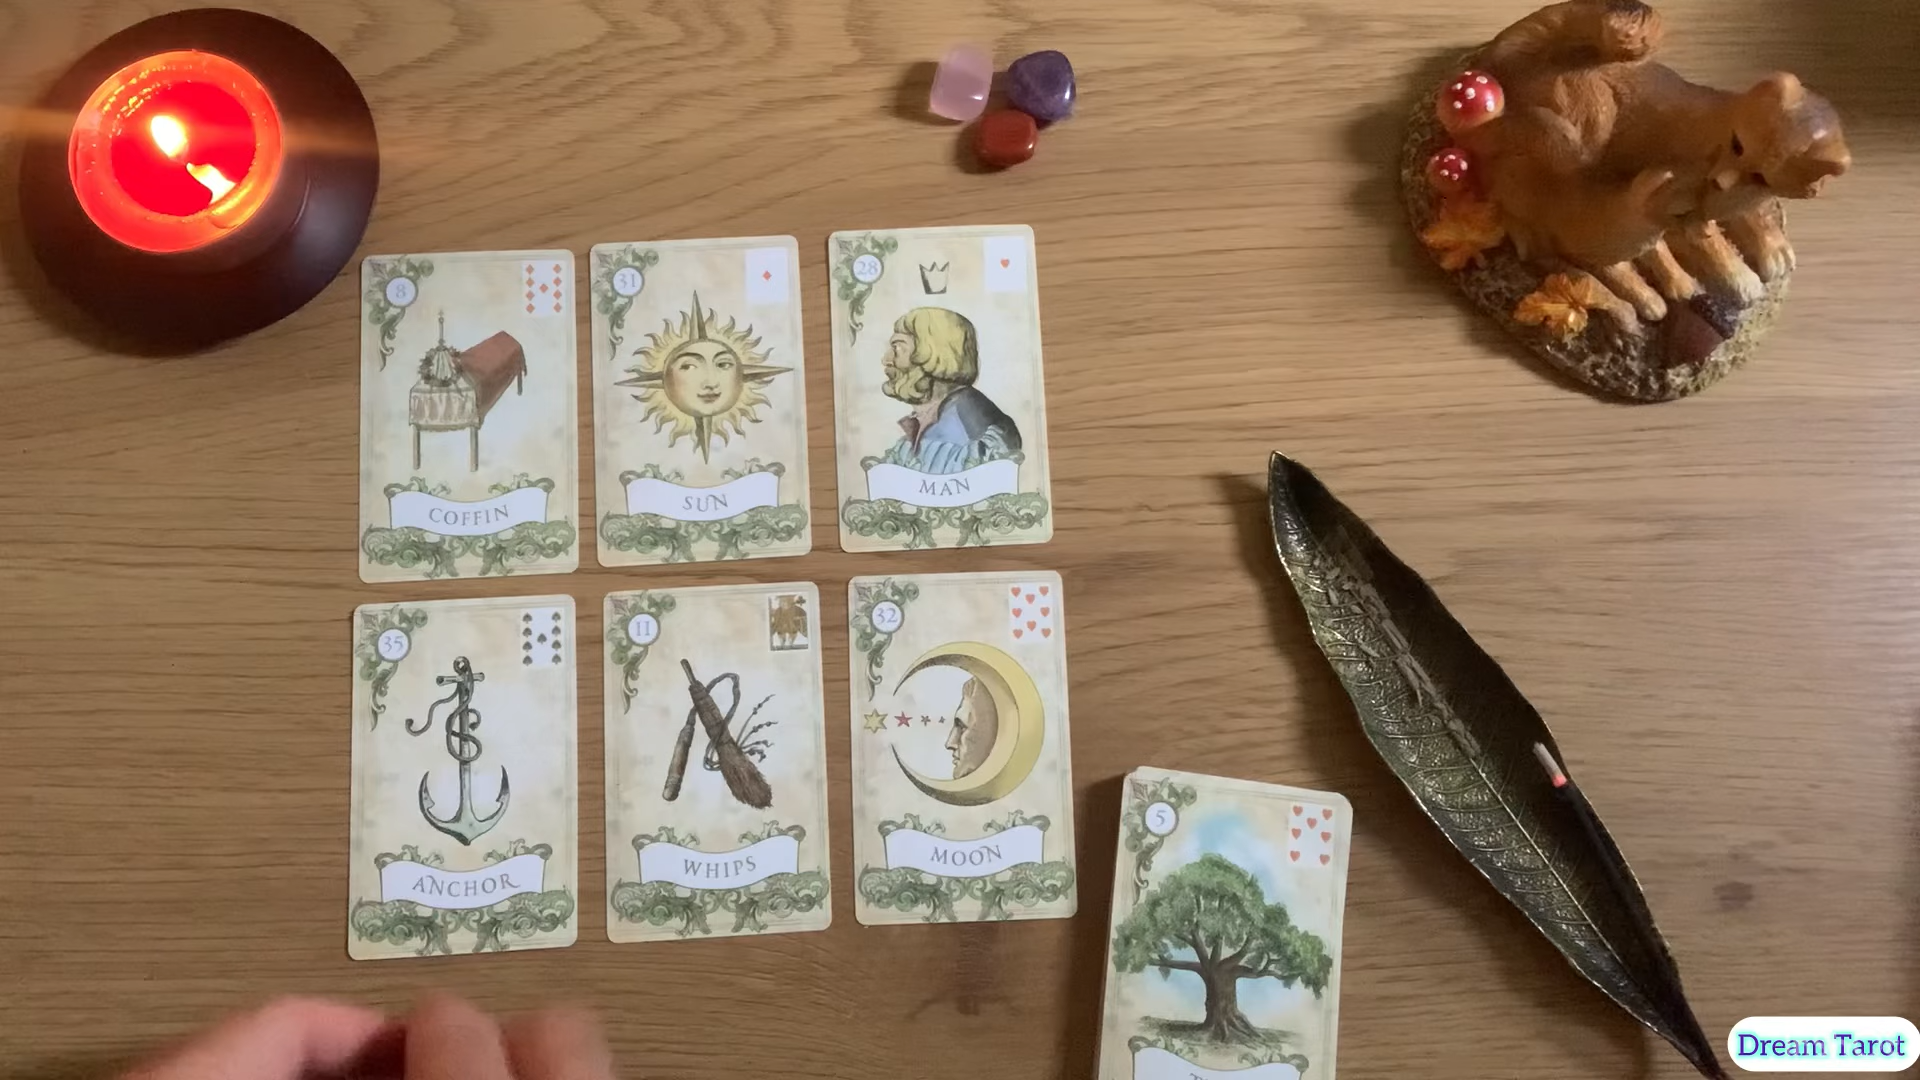 8
COFFIN
31
SUN
28
MAN
35
ANCHOR
11
WHIPS
32
MOON
5
Dream Tarot